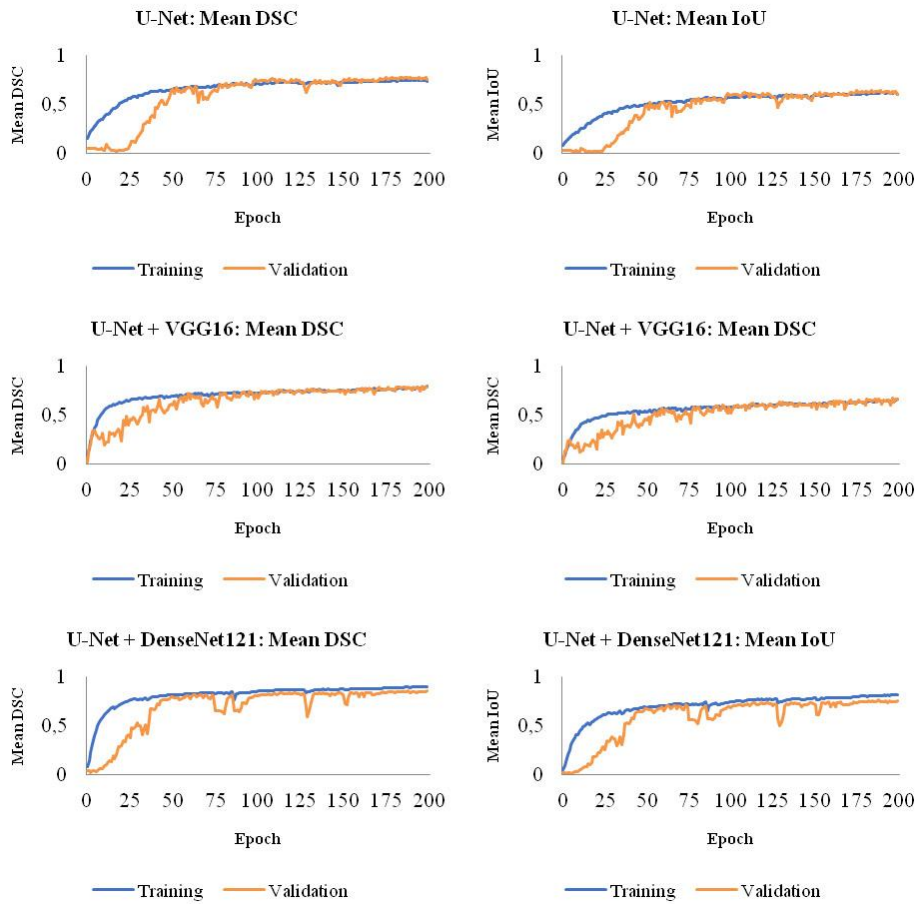 U-Net: Mean DSC
Mean DSC
1
0,5
0
0 25 50 75 100 125 150 175 200
Epoch
Training Validation
U-Net: Mean IoU
Mean IoU
1
0,5
0
0 25 50 75 100 125 150 175 200
Epoch
Training Validation
U-Net + VGG16: Mean DSC
Mean DSC
1
0,5
0
0 25 50 75 100 125 150 175 200
Epoch
Training Validation
U-Net + VGG16: Mean DSC
Mean DSC
1
0,5
0
0 25 50 75 100 125 150 175 200
Epoch
Training Validation
U-Net + DenseNet121: Mean DSC
Mean DSC
1
0,5
0
0 25 50 75 100 125 150 175 200
Epoch
Training Validation
U-Net + DenseNet121: Mean IoU
Mean IoU
1
0,5
0
0 25 50 75 100 125 150 175 200
Epoch
Training Validation